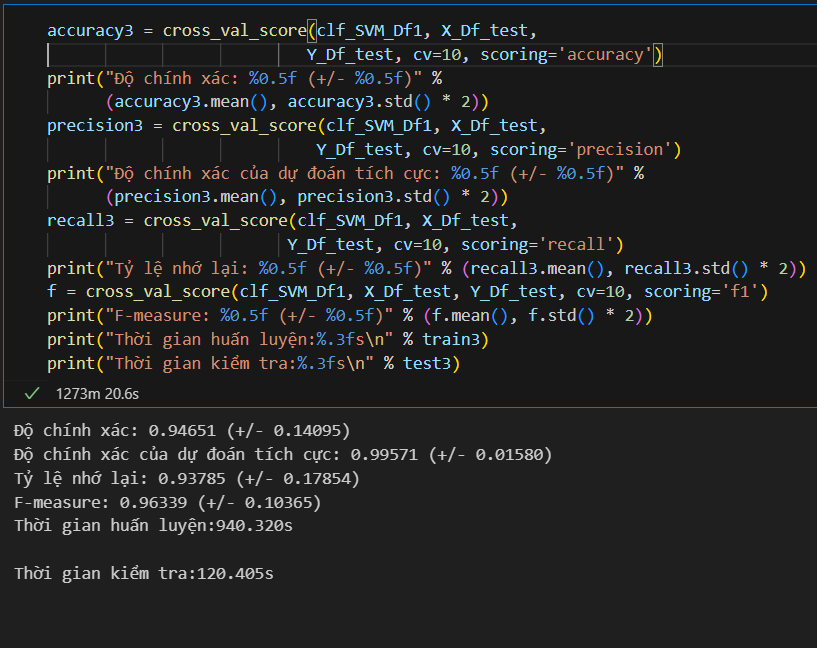 accuracy3 = cross_val_score(clf_SVM_Df1, X_Df_test,
Y_Df_test, cv=10, scoring='accuracy')
print("Độ chính xác: %0.5f (+/- %0.5f)" %
(accuracy3.mean(), accuracy3.std() * 2))
precision3 = cross_val_score(clf_SVM_Df1, X_Df_test,
Y_Df_test, cv=10, scoring='precision')
print("Độ chính xác của dự đoán tích cực: %0.5f (+/- %0.5f)" %
(precision3.mean(), precision3.std() * 2))
recall3 = cross_val_score(clf_SVM_Df1, X_Df_test,
Y_Df_test, cv=10, scoring='recall')
print("Tỷ lệ nhớ lại: %0.5f (+/- %0.5f)" % (recall3.mean(), recall3.std() * 2))
f = cross_val_score(clf_SVM_Df1, X_Df_test, Y_Df_test, cv=10, scoring='f1')
print("F-measure: %0.5f (+/- %0.5f)" % (f.mean(), f.std() * 2))
print("Thời gian huấn luyện:%.3fs\n" % train3)
print("Thời gian kiểm tra:%.3fs\n" % test3)
1273m 20.6s
Độ chính xác: 0.94651 (+/- 0.14095)
Độ chính xác của dự đoán tích cực: 0.99571 (+/- 0.01580)
Tỷ lệ nhớ lại: 0.93785 (+/- 0.17854)
F-measure: 0.96339 (+/- 0.10365)
Thời gian huấn luyện:940.320s
Thời gian kiểm tra:120.405s